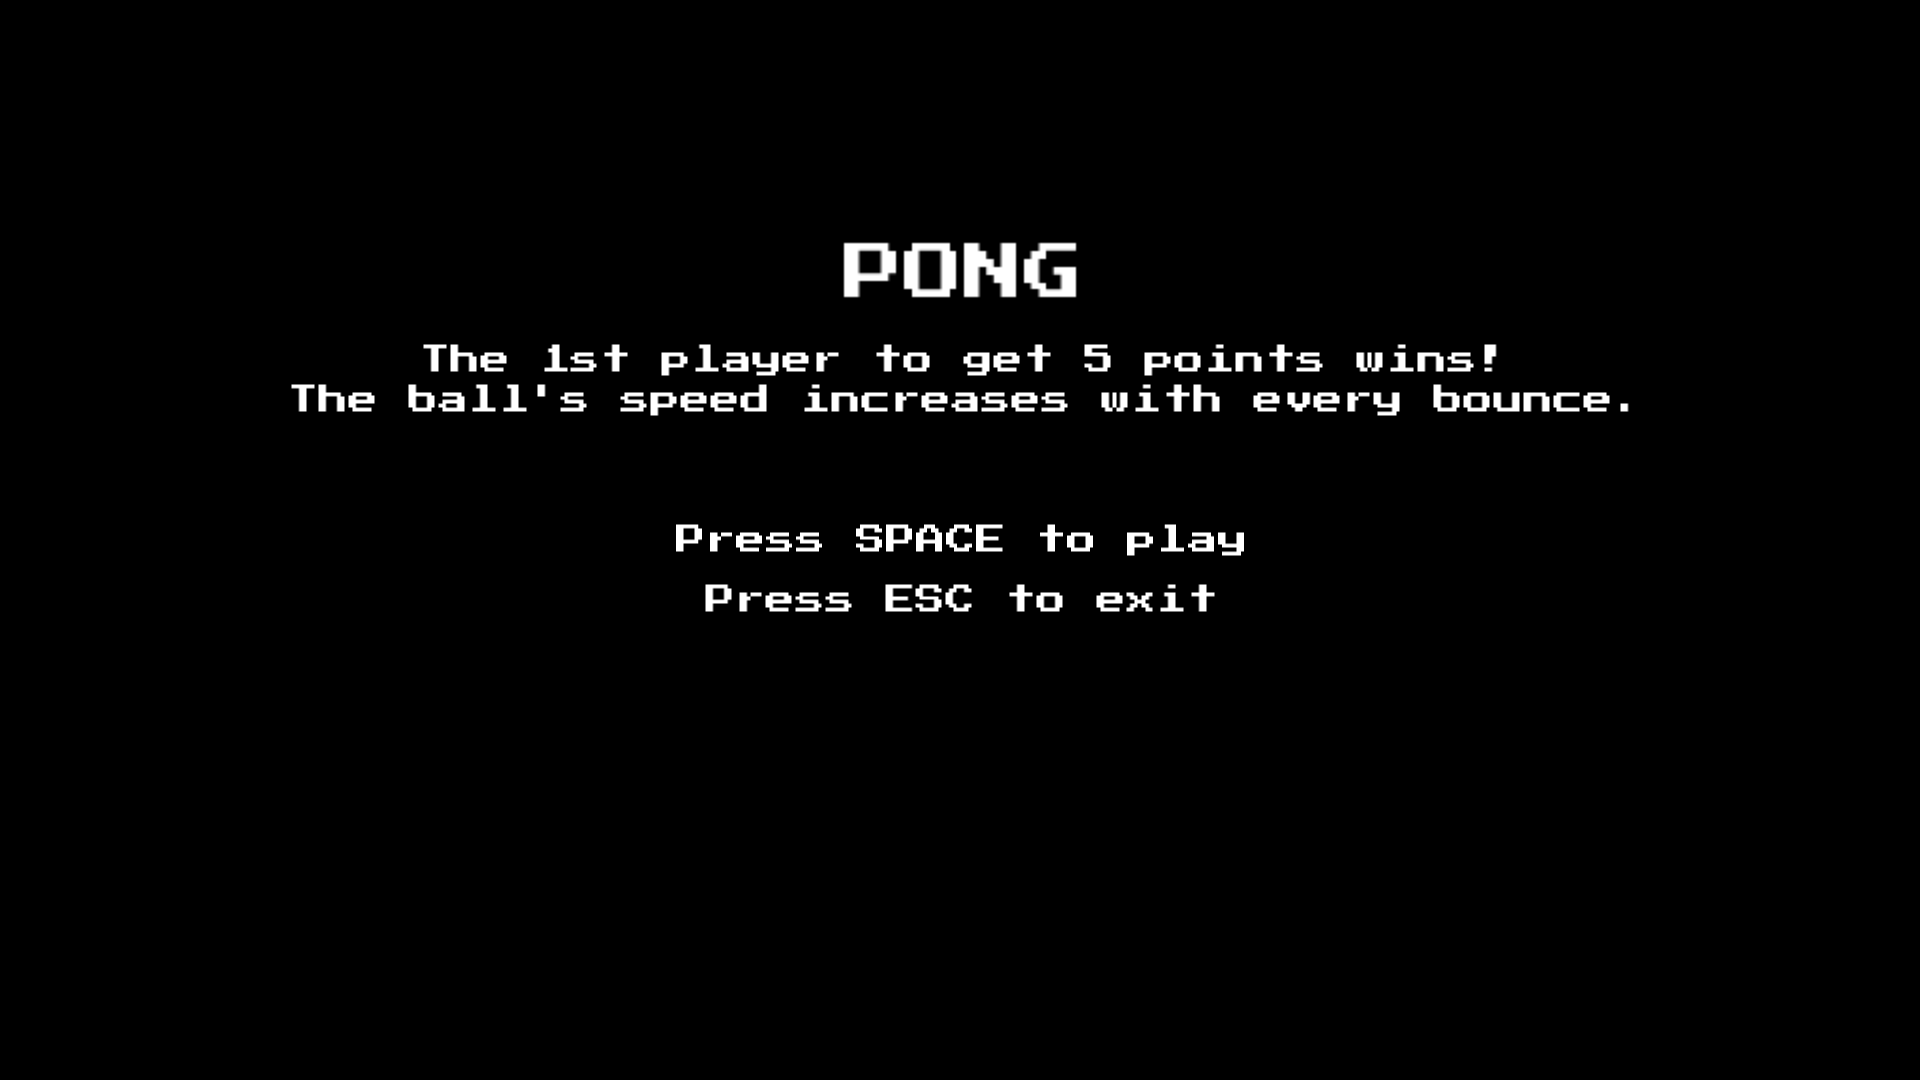 PONG
The 1st player to get 5 points wins!
The ball's speed increases with every bounce.
Press SPACE to play
Press ESC to exit